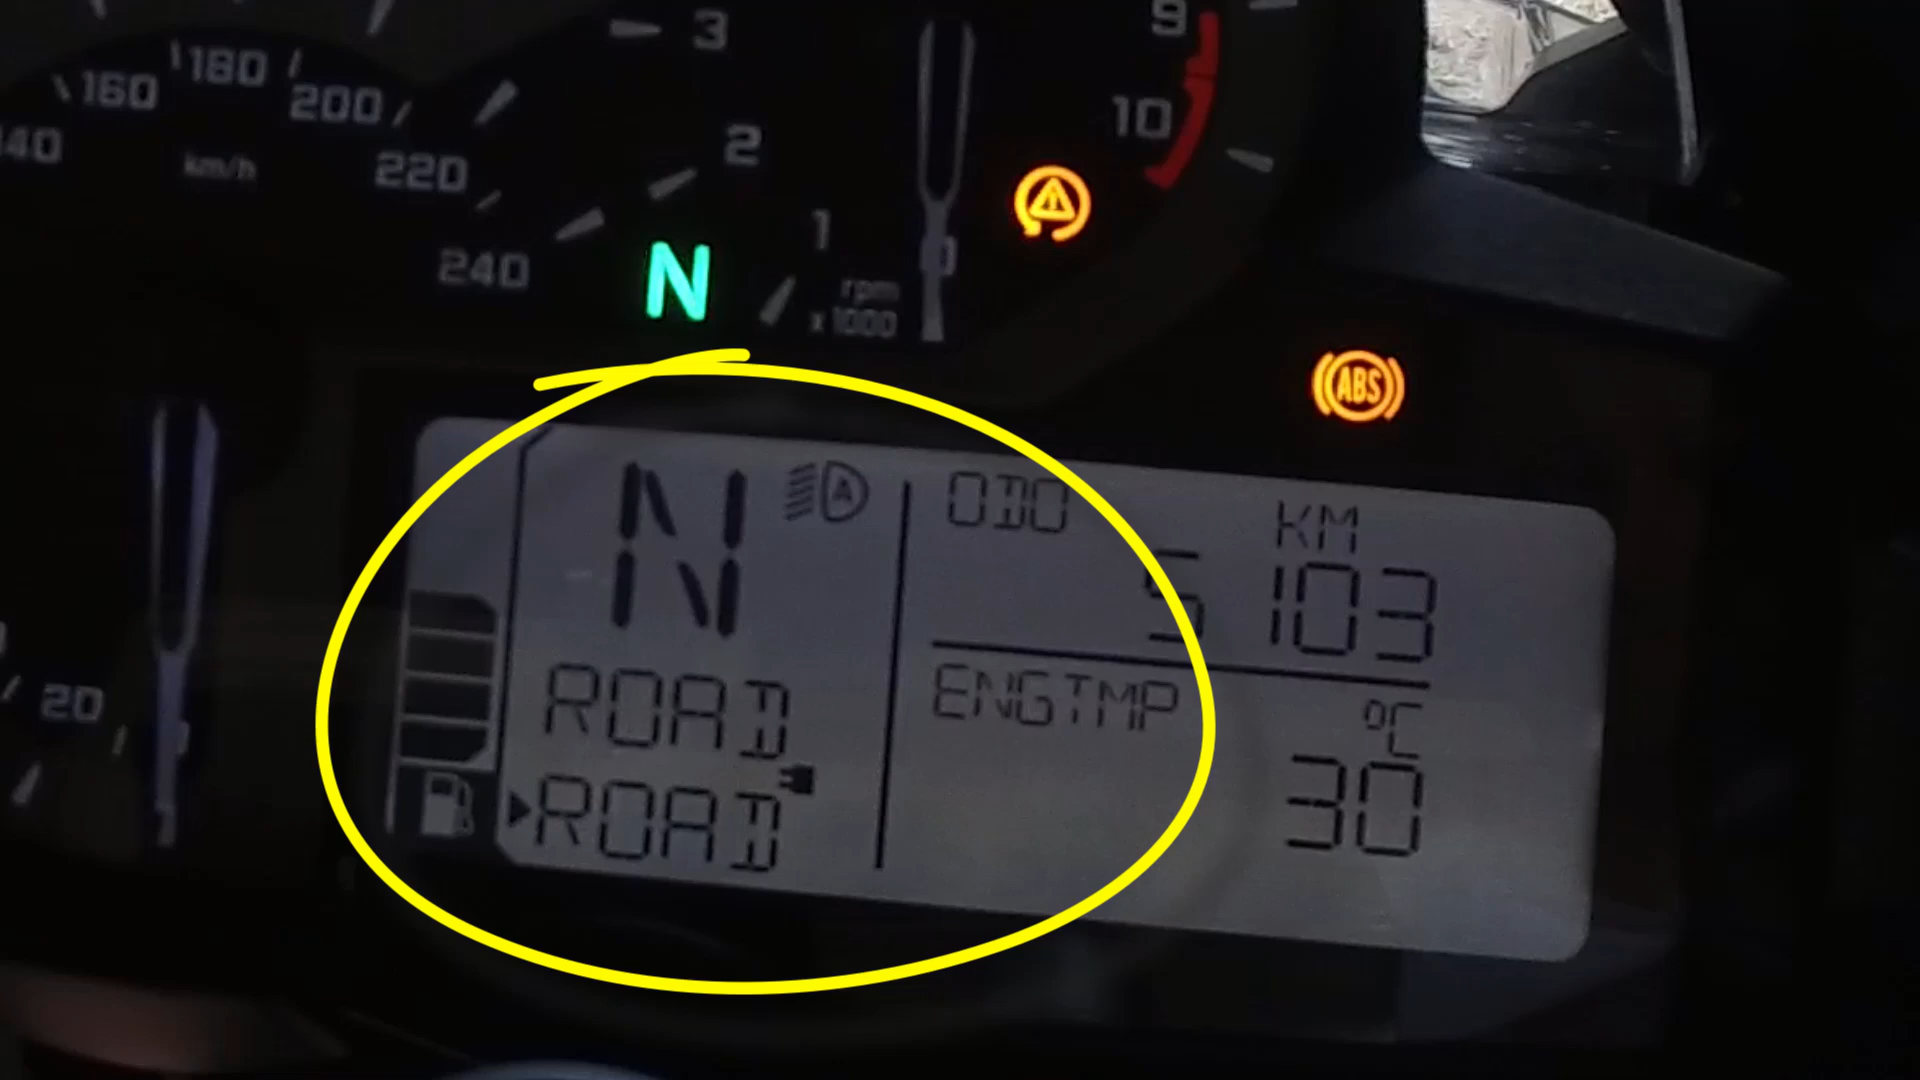 160 180 200
220
240
km/h
3
2
1
rpm
x 1000
9
10
N
ABS
20
N A
ROAD
ROAD
ODO KM
5 103
ENGTMP °C
30